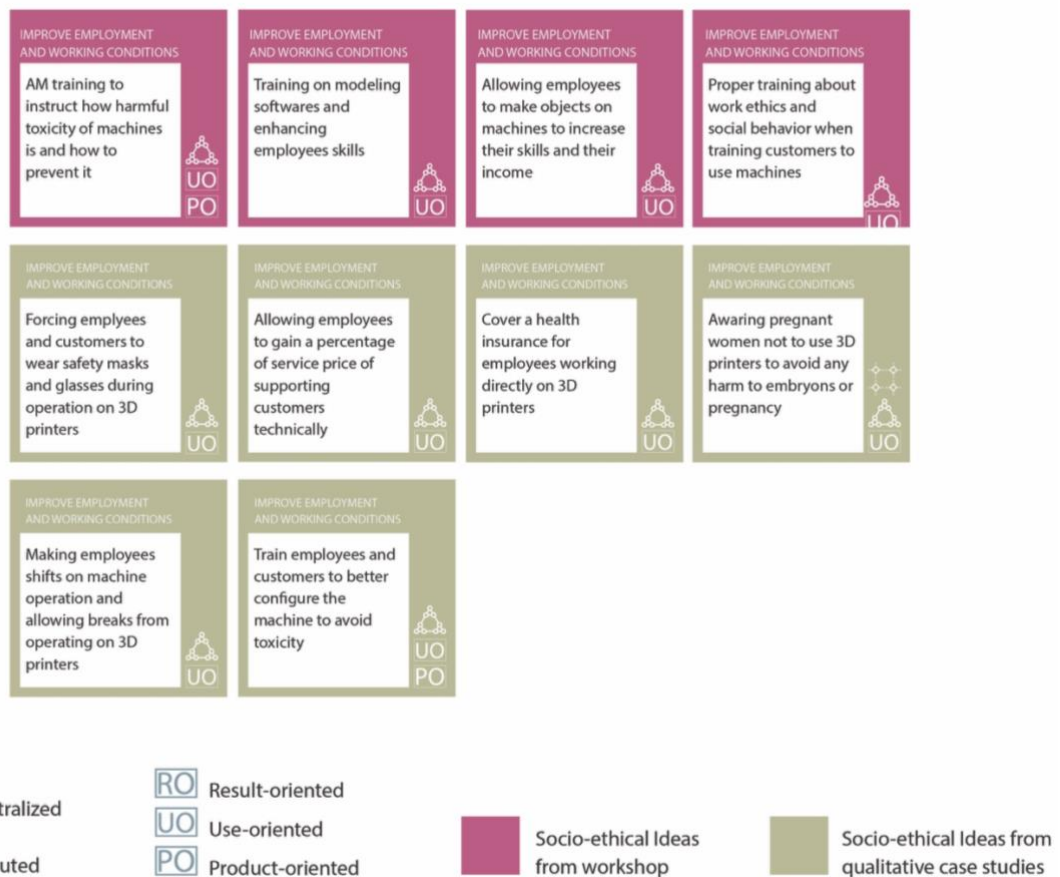 IMPROVE EMPLOYMENT
AND WORKING CONDITIONS
AM training to
instruct how harmful
toxicity of machines
is and how to
prevent it
UO
PO
IMPROVE EMPLOYMENT
AND WORKING CONDITIONS
Training on modeling
softwares and
enhancing
employees skills
UO
IMPROVE EMPLOYMENT
AND WORKING CONDITIONS
Allowing employees
to make objects on
machines to increase
their skills and their
income
UO
IMPROVE EMPLOYMENT
AND WORKING CONDITIONS
Proper training about
work ethics and
social behavior when
training customers to
use machines
UO
IMPROVE EMPLOYMENT
AND WORKING CONDITIONS
Forcing emplyees
and customers to
wear safety masks
and glasses during
operation on 3D
printers
UO
IMPROVE EMPLOYMENT
AND WORKING CONDITIONS
Allowing employees
to gain a percentage
of service price of
supporting
customers
technically
UO
IMPROVE EMPLOYMENT
AND WORKING CONDITIONS
Cover a health
insurance for
employees working
directly on 3D
printers
UO
IMPROVE EMPLOYMENT
AND WORKING CONDITIONS
Awaring pregnant
women not to use 3D
printers to avoid any
harm to embryons or
pregnancy
UO
IMPROVE EMPLOYMENT
AND WORKING CONDITIONS
Making employees
shifts on machine
operation and
allowing breaks from
operating on 3D
printers
UO
IMPROVE EMPLOYMENT
AND WORKING CONDITIONS
Train employees and
customers to better
configure the
machine to avoid
toxicity
UO
PO
tralized
uted
RO Result-oriented
UO Use-oriented
PO Product-oriented
Socio-ethical Ideas
from workshop
Socio-ethical Ideas from
qualitative case studies